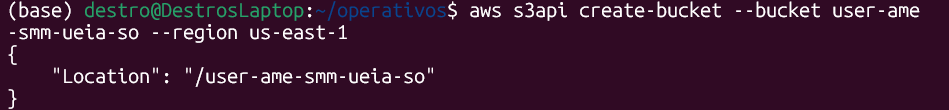 (base) destro@DestrosLaptop:~/operativos$ aws s3api create-bucket --bucket user-ame
-smm-ueia-so --region us-east-1
{
    "Location": "/user-ame-smm-ueia-so"
}